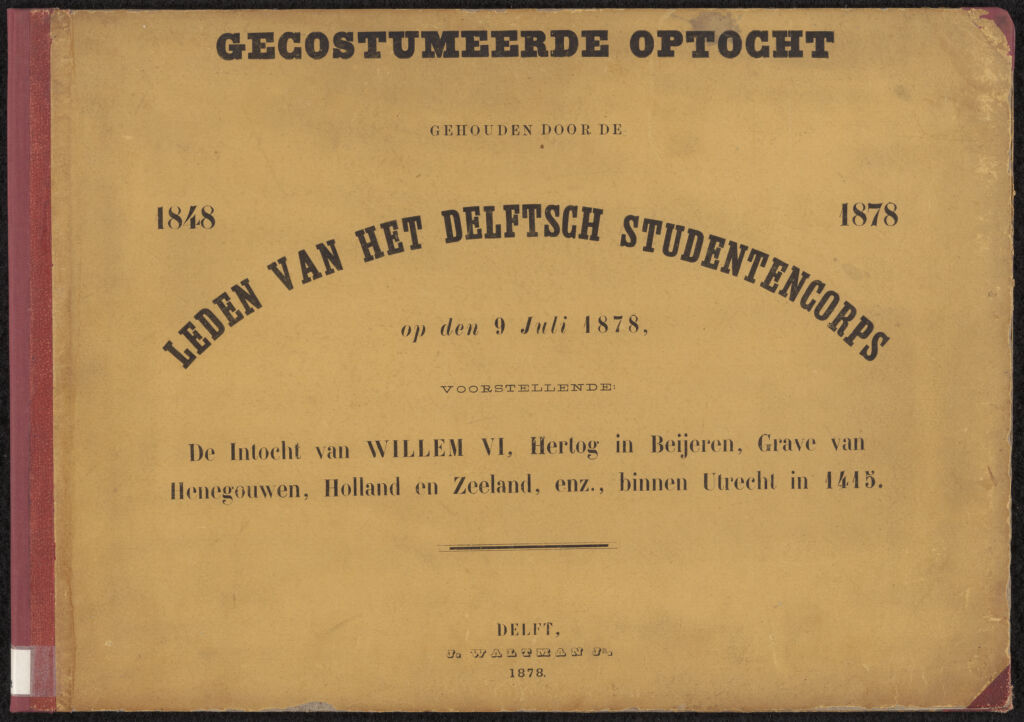 GECOSTUMEERDE OPTOCHT
GEHOUDEN DOOR DE
1848
1878
LEDEN VAN HET DELFTSCH STUDENTENCORPS
op den 9 Juli 1878,
VOORSTELLENDE:
De Intocht van WILLEM VI, Hertog in Beijeren, Grave van
Henegouwen, Holland en Zeeland, enz., binnen Utrecht in 1415.
DELFT,
J. WALTMAN Jr.
1878.